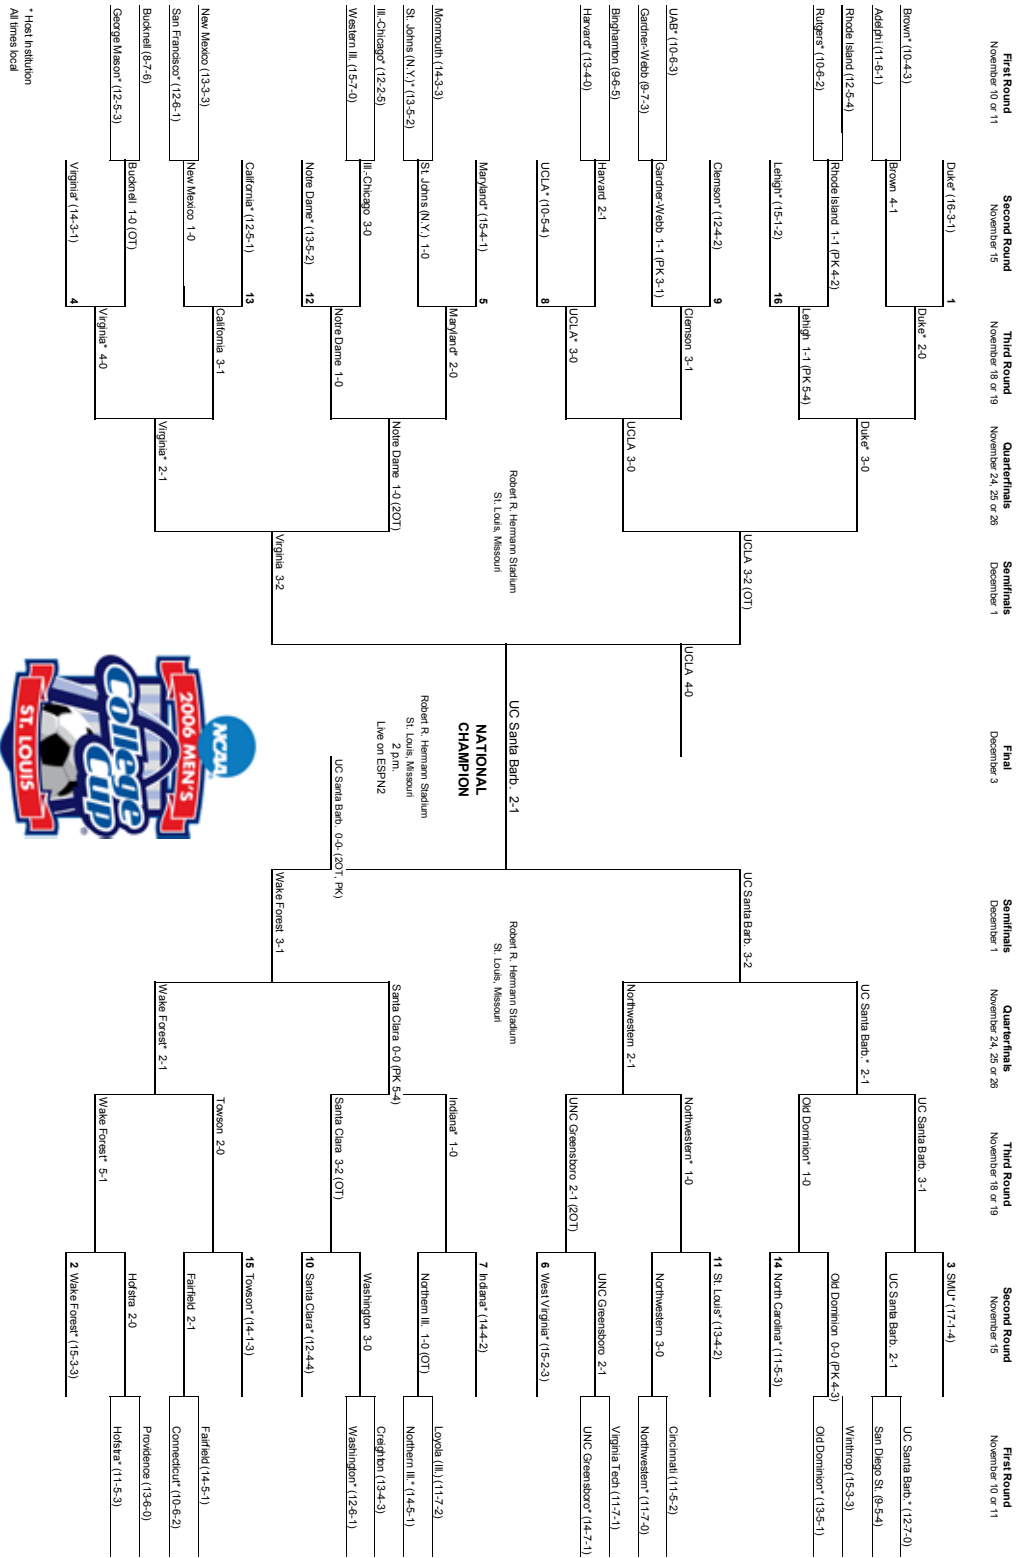 First Round
November 10 or 11
Second Round
November 15
Third Round
November 18 or 19
Quarterfinals
November 24, 25 or 26
Semifinals
December 1
Final
December 3
Semifinals
December 1
Quarterfinals
November 24, 25 or 26
Third Round
November 18 or 19
Second Round
November 15
First Round
November 10 or 11
Brown* (10-4-3)
Adelphi (11-6-1)
Rhode Island (12-5-4)
Rutgers* (10-6-2)
UAB* (10-6-3)
Gardner-Webb (9-7-3)
Binghamton (9-6-5)
Harvard* (13-4-0)
Monmouth (14-3-3)
St. Johns (N.Y.)* (13-5-2)
Ill.-Chicago* (12-2-5)
Western Ill. (15-7-0)
New Mexico (13-3-3)
San Francisco* (12-6-1)
Bucknell (8-7-6)
George Mason* (12-5-3)
Duke* (16-3-1)
1
Brown 4-1
Rhode Island 1-1 (PK 4-2)
Lehigh* (15-1-2)
16
Clemson* (12-4-2)
9
Gardner-Webb 1-1 (PK 3-1)
Harvard 2-1
UCLA* (10-5-4)
8
Maryland* (15-4-1)
5
St. Johns (N.Y.) 1-0
Ill.-Chicago 3-0
Notre Dame* (13-5-2)
12
California* (12-5-1)
13
New Mexico 1-0
Bucknell 1-0 (OT)
Virginia* (14-3-1)
4
Duke* 2-0
Lehigh 1-1 (PK 5-4)
Clemson 3-1
UCLA* 3-0
Maryland* 2-0
Notre Dame 1-0
California 3-1
Virginia* 4-0
Duke* 3-0
UCLA 3-0
Notre Dame 1-0 (2OT)
Virginia* 2-1
Robert R. Hermann Stadium
St. Louis, Missouri
UCLA 3-2 (OT)
Virginia 3-2
UCLA 4-0
UC Santa Barb. 2-1
NATIONAL
CHAMPION
Robert R. Hermann Stadium
St. Louis, Missouri
2 p.m.
Live on ESPN2
UC Santa Barb. 0-0- (2OT, PK)
UC Santa Barb. 3-2
Wake Forest 3-1
Robert R. Hermann Stadium
St. Louis, Missouri
UC Santa Barb.* 2-1
Northwestern 2-1
Santa Clara 0-0 (PK 5-4)
Wake Forest* 2-1
UC Santa Barb. 3-1
Old Dominion* 1-0
Northwestern* 1-0
UNC Greensboro 2-1 (2OT)
Indiana* 1-0
Santa Clara 3-2 (OT)
Towson 2-0
Wake Forest* 5-1
3 SMU* (17-1-4)
UC Santa Barb. 2-1
Old Dominion 0-0 (PK 4-3)
14 North Carolina* (11-5-3)
11 St. Louis* (13-4-2)
Northwestern 3-0
UNC Greensboro 2-1
6 West Virginia* (15-2-3)
7 Indiana* (14-4-2)
Northern Ill. 1-0 (OT)
Washington 3-0
10 Santa Clara* (12-4-4)
15 Towson* (14-1-3)
Fairfield 2-1
Hofstra 2-0
2 Wake Forest* (15-3-3)
UC Santa Barb.* (12-7-0)
San Diego St. (9-5-4)
Winthrop (15-3-3)
Old Dominion* (13-5-1)
Cincinnati (11-5-2)
Northwestern* (11-7-0)
Virginia Tech (11-7-1)
UNC Greensboro* (14-7-1)
Loyola (Ill.) (11-7-2)
Northern Ill.* (14-5-1)
Creighton (13-4-3)
Washington* (12-6-1)
Fairfield (14-5-1)
Connecticut* (10-6-2)
Providence (13-6-0)
Hofstra* (11-5-3)
NCAA
2006 MEN'S
College
Cup
®
ST. LOUIS
* Host Institution
All times local